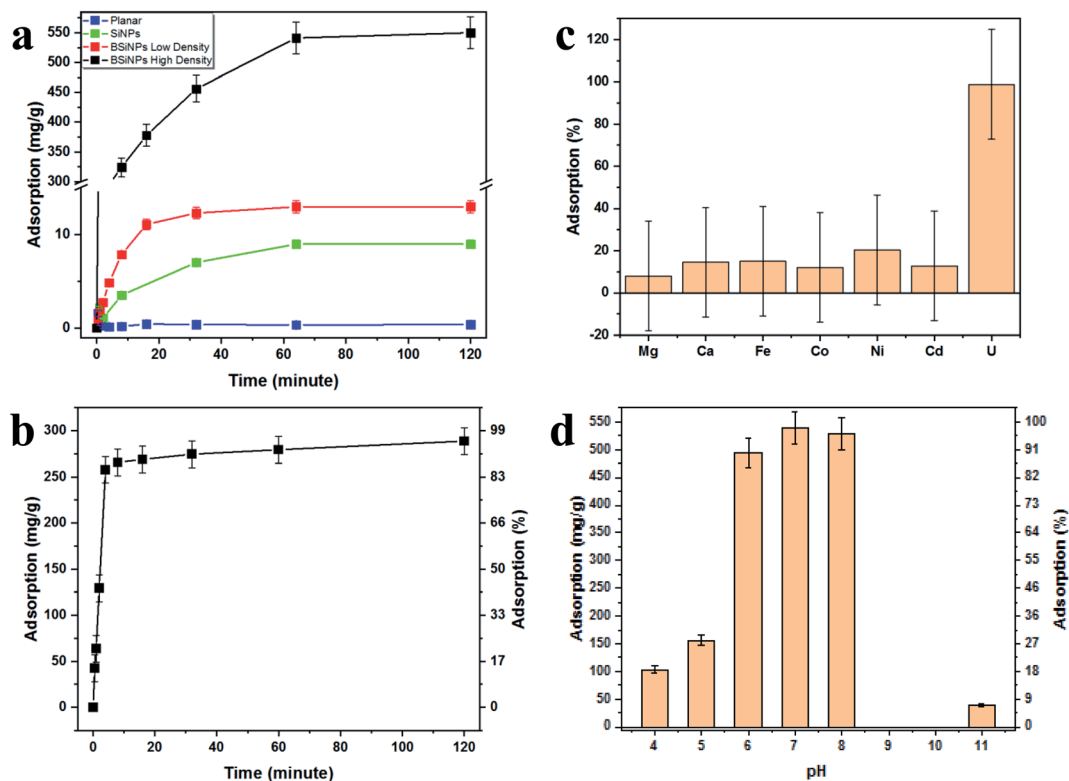 a
Planar
SiNPs
BSiNPs Low Density
BSiNPs High Density
550
500
450
400
350
300
10
0
Adsorption (mg/g)
0 20 40 60 80 100 120
Time (minute)
c
120
100
80
60
40
20
0
-20
Adsorption (%)
Mg Ca Fe Co Ni Cd U
b
300
250
200
150
100
50
0
Adsorption (mg/g)
99
83
66
50
33
17
0
Adsorption (%)
0 20 40 60 80 100 120
Time (minute)
d
550
500
450
400
350
300
250
200
150
100
50
0
Adsorption (mg/g)
100
91
82
73
64
55
46
36
27
18
9
0
Adsorption (%)
4 5 6 7 8 9 10 11
pH